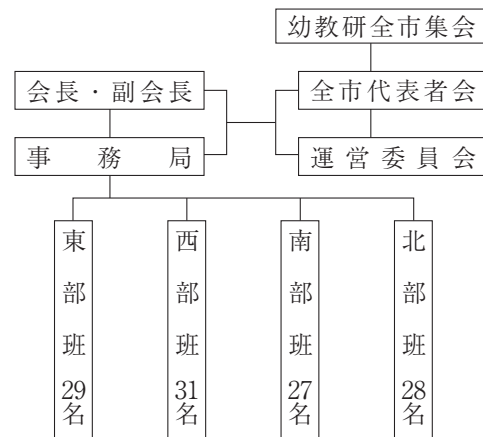 幼教研全市集会
会長・副会長
全市代表者会
事務局
運営委員会
東部班29名
西部班31名
南部班27名
北部班28名